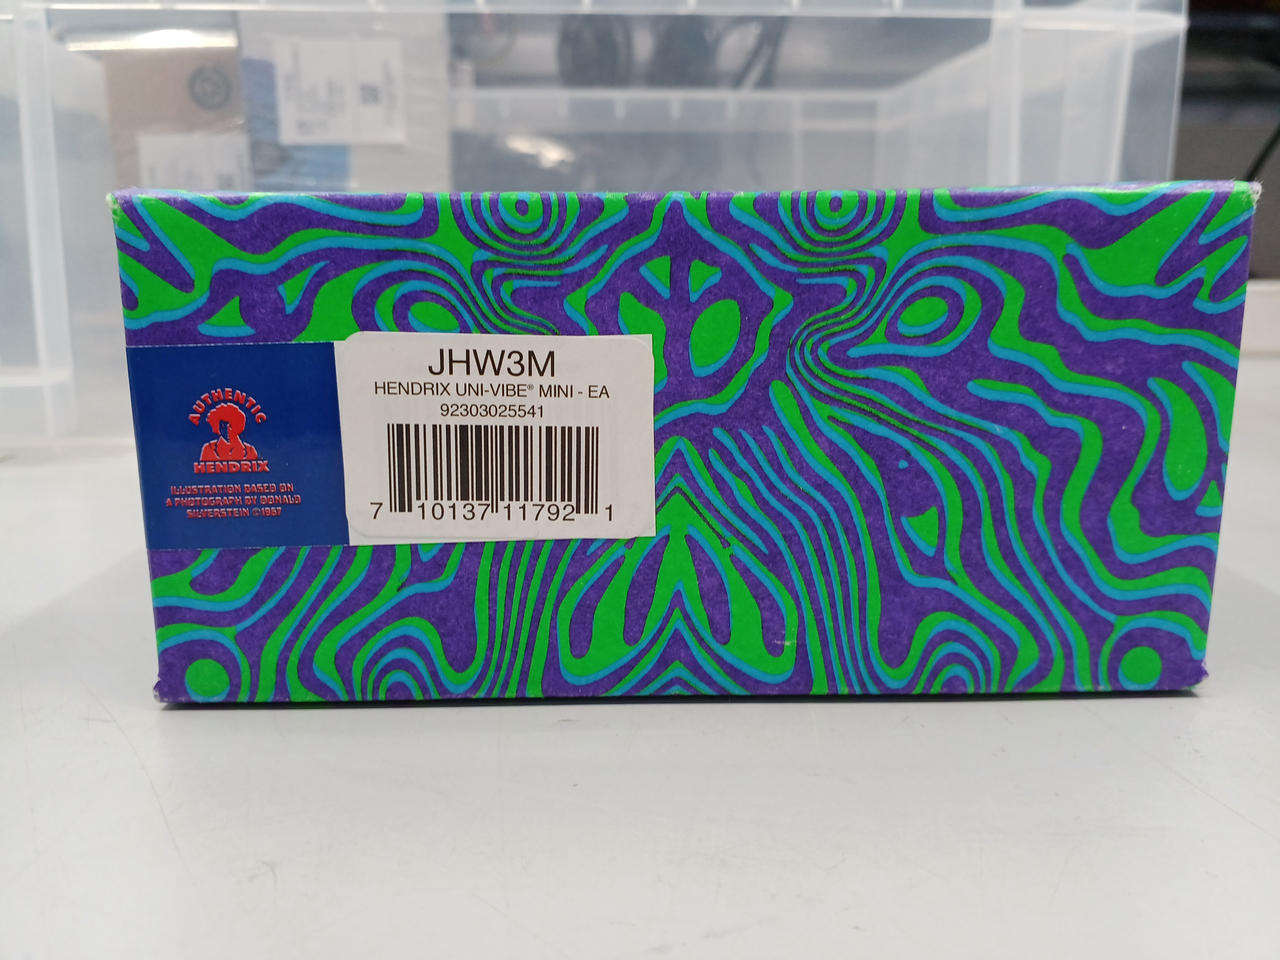 JHW3M
HENDRIX UNI-VIBE® MINI - EA
92303025541
7 10137 11792 1
AUTHENTIC
HENDRIX
ILLUSTRATION BASED ON
A PHOTOGRAPH BY DONALD
SILVERSTEIN ©1967